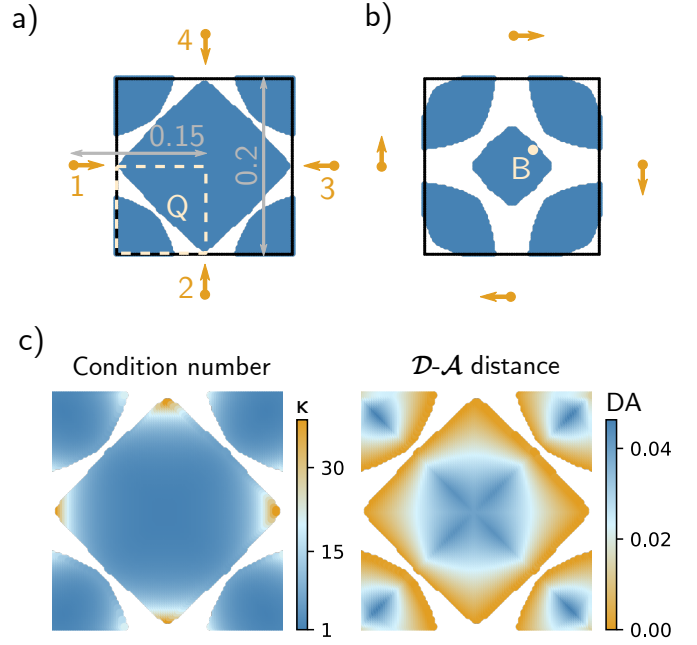 a)
4
0.15
0.2
1
3
Q
2
b)
B
c)
Condition number
κ
30
15
1
𝓓-𝓐 distance
DA
0.04
0.02
0.00